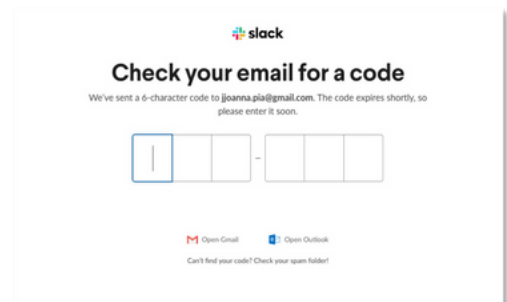 slack
Check your email for a code
We've sent a 6-character code to jjoanna.pia@gmail.com. The code expires shortly, so
please enter it soon.
–
Open Gmail Open Outlook
Can't find your code? Check your spam folder!